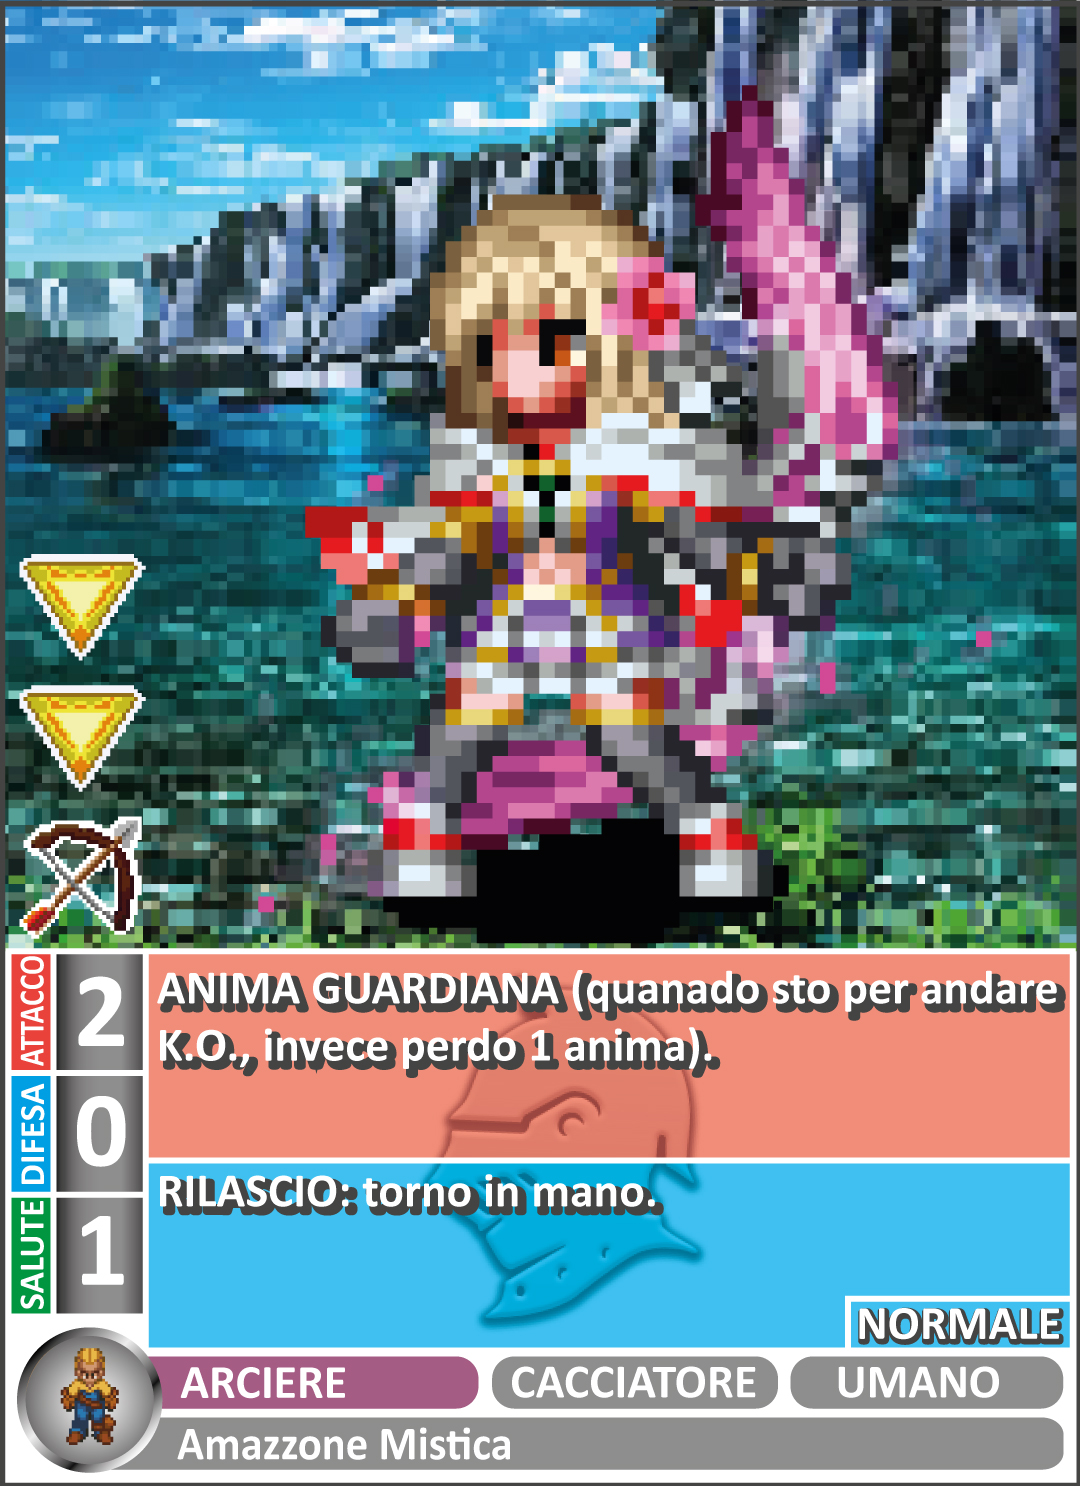 ATTACCO
2
ANIMA GUARDIANA (quanado sto per andare
K.O., invece perdo 1 anima).
DIFESA
0
SALUTE
1
RILASCIO: torno in mano.
NORMALE
ARCIERE
CACCIATORE
UMANO
Amazzone Mistica